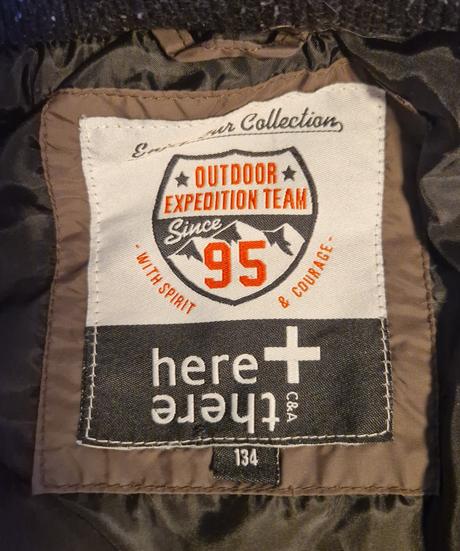 Collection
OUTDOOR
EXPEDITION TEAM
Since
95
- WITH SPIRIT
& COURAGE -
here +
there
C&A
134